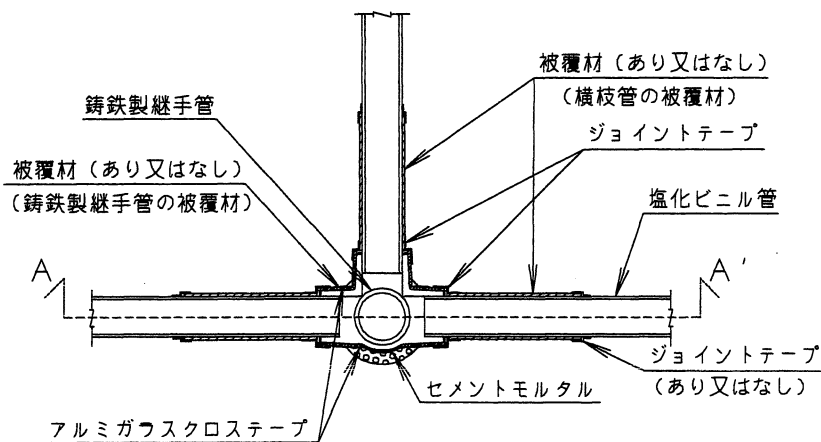 被覆材（あり又はなし）
（横枝管の被覆材）
鋳鉄製継手管
ジョイントテープ
被覆材（あり又はなし）
（鋳鉄製継手管の被覆材）
塩化ビニル管
A
A'
ジョイントテープ
（あり又はなし）
セメントモルタル
アルミガラスクロステープ